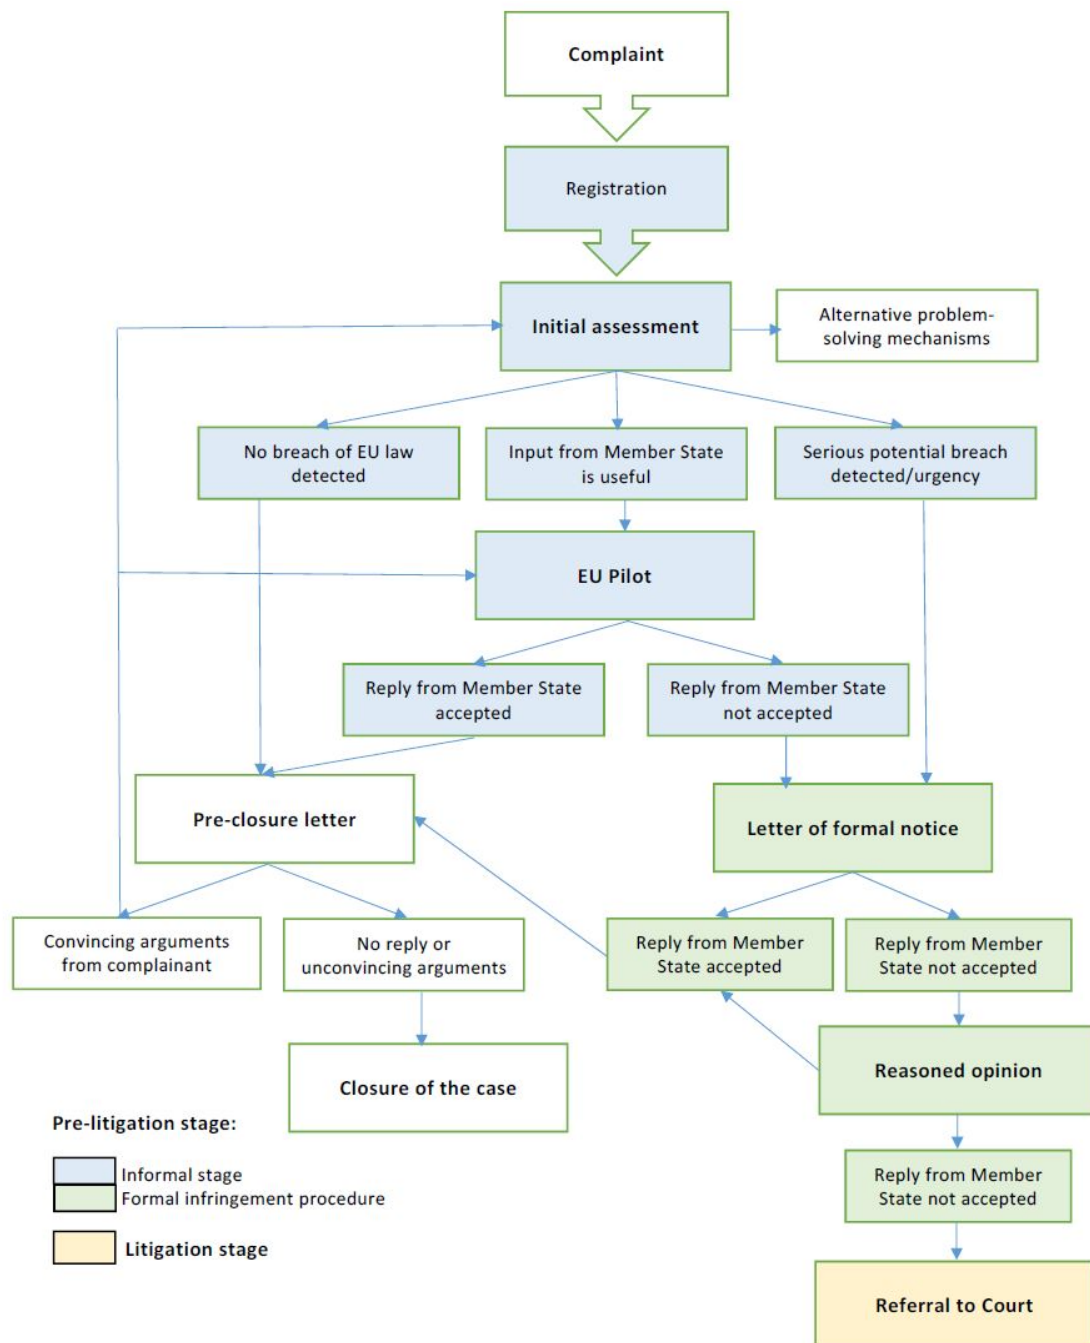 Complaint
Registration
Initial assessment
Alternative problem-
solving mechanisms
No breach of EU law
detected
Input from Member State
is useful
Serious potential breach
detected/urgency
EU Pilot
Reply from Member State
accepted
Reply from Member State
not accepted
Pre-closure letter
Letter of formal notice
Convincing arguments
from complainant
No reply or
unconvincing arguments
Reply from Member
State accepted
Reply from Member
State not accepted
Closure of the case
Reasoned opinion
Pre-litigation stage:
Informal stage
Formal infringement procedure
Litigation stage
Reply from Member
State not accepted
Referral to Court